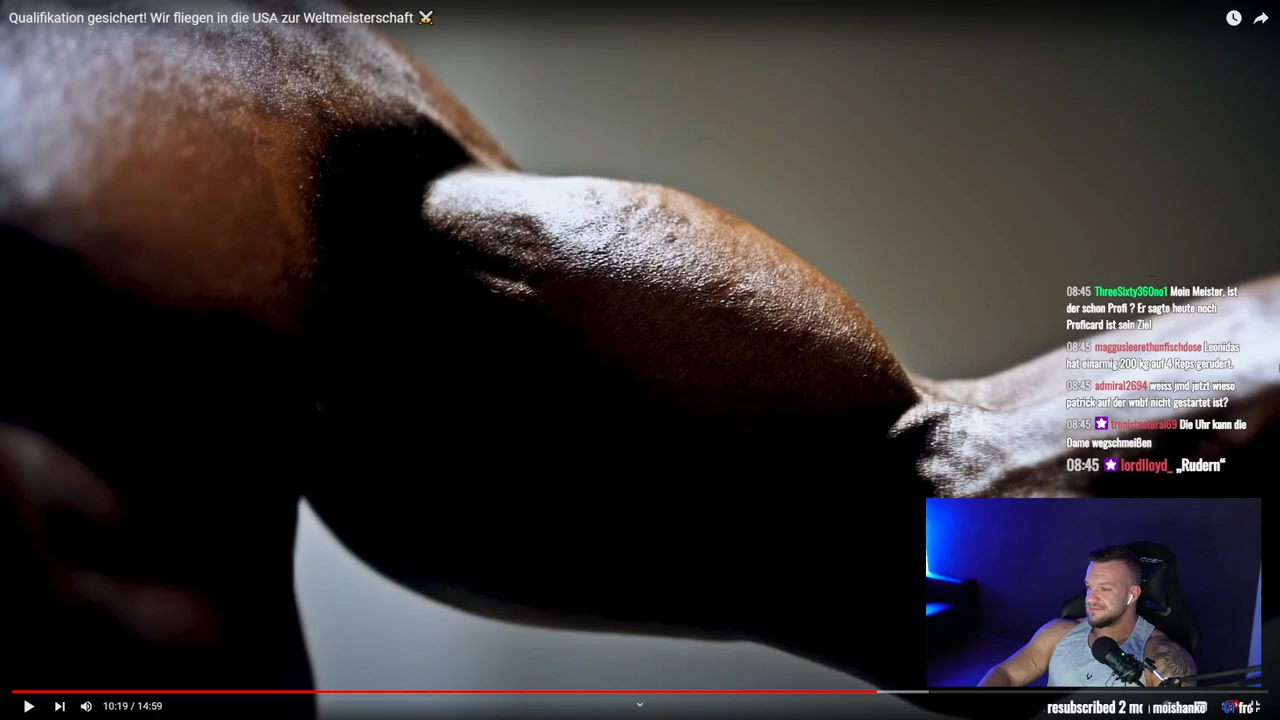 Qualifikation gesichert! Wir fliegen in die USA zur Weltmeisterschaft ⚔
08:45 ThreeSixty360no1 Moin Meister, ist
der schon Profi ? Er sagte heute noch
Proficard ist sein Ziel
08:45 maggusleerethunfischdose Leonidas
hat einarmig 200 kg auf 4 Reps gerudert.
08:45 admiral2694 weiss jmd jetzt wieso
patrick auf der wnbf nicht gestartet ist?
08:45 trenistnatural69 Die Uhr kann die
Dame wegschmeißen
08:45 lordlloyd_ „Rudern“
10:19 / 14:59
resubscribed 2 mo
moishanke